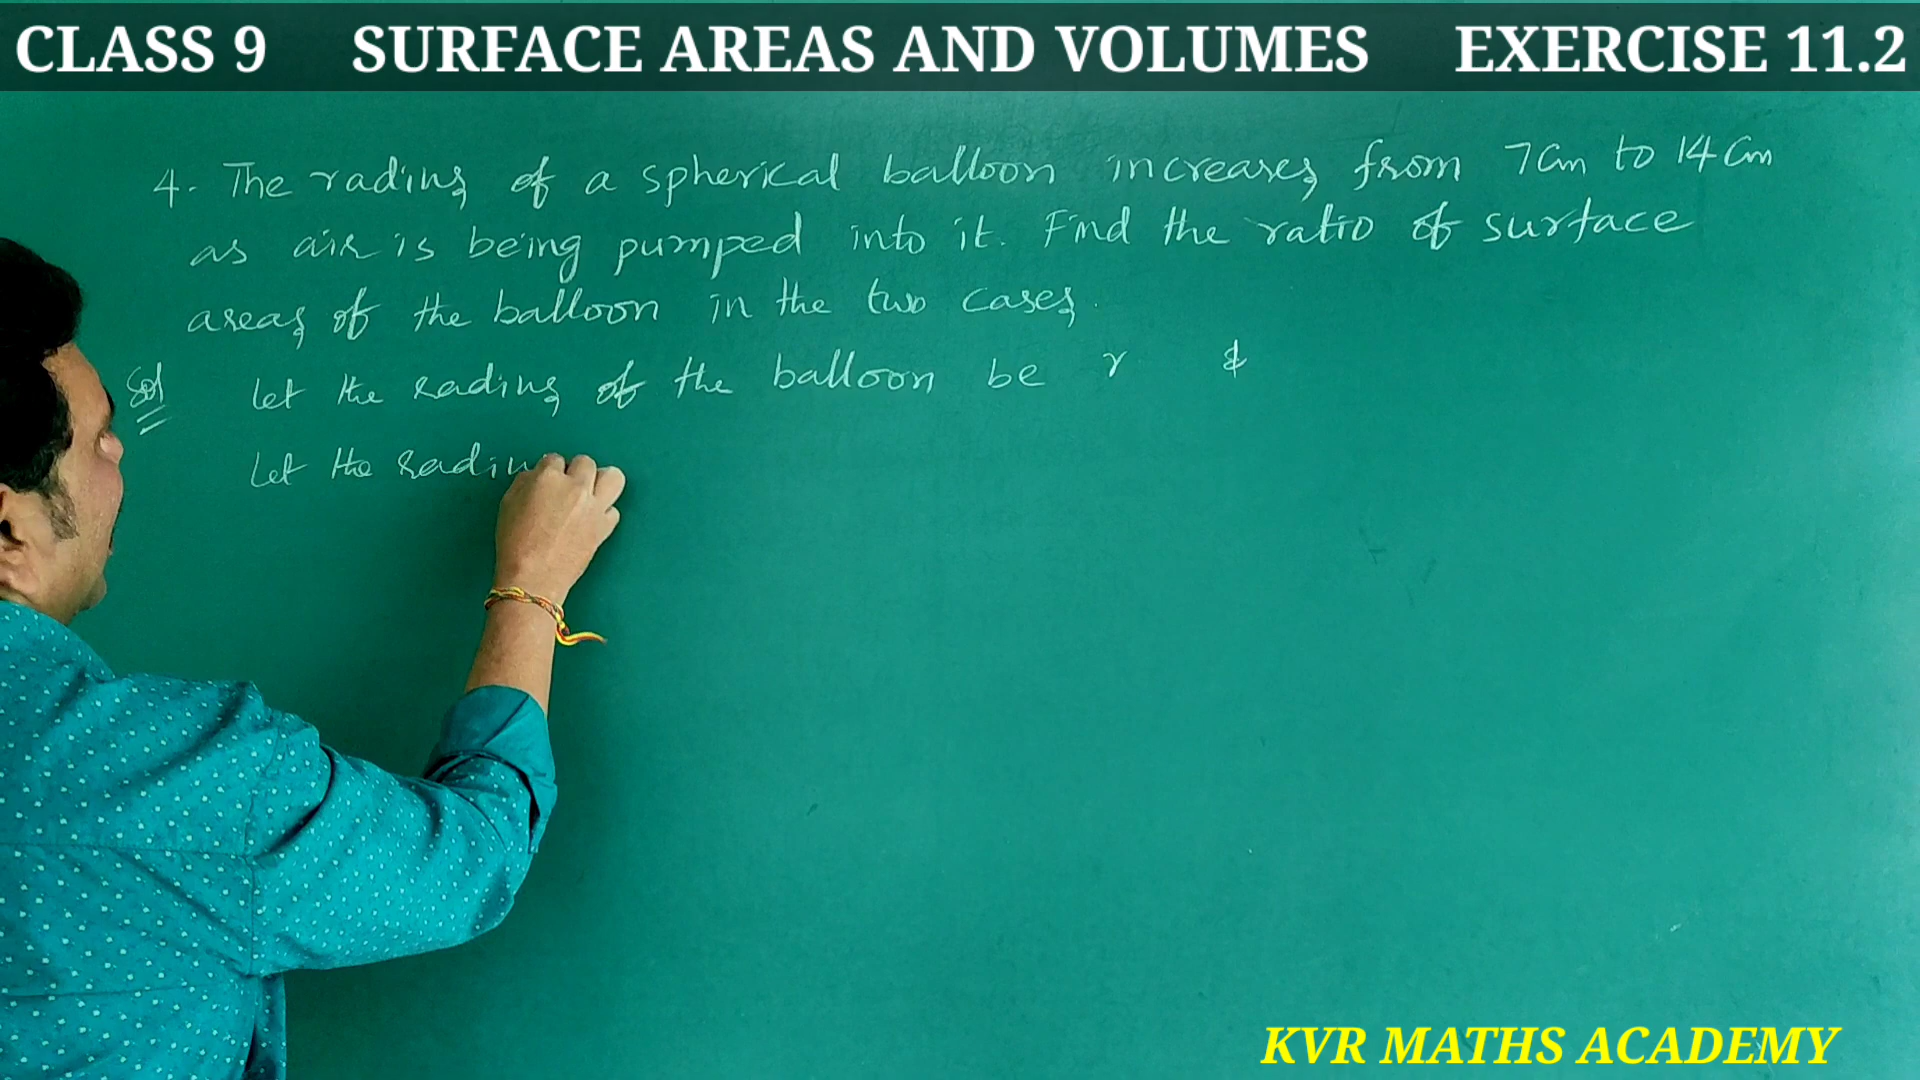 CLASS 9 SURFACE AREAS AND VOLUMES EXERCISE 11.2
4. The radius of a spherical balloon increases from 7cm to 14cm
as air is being pumped into it. Find the ratio of surface
areas of the balloon in the two cases.
Sol Let the radius of the balloon be r &
Let the radiu
KVR MATHS ACADEMY